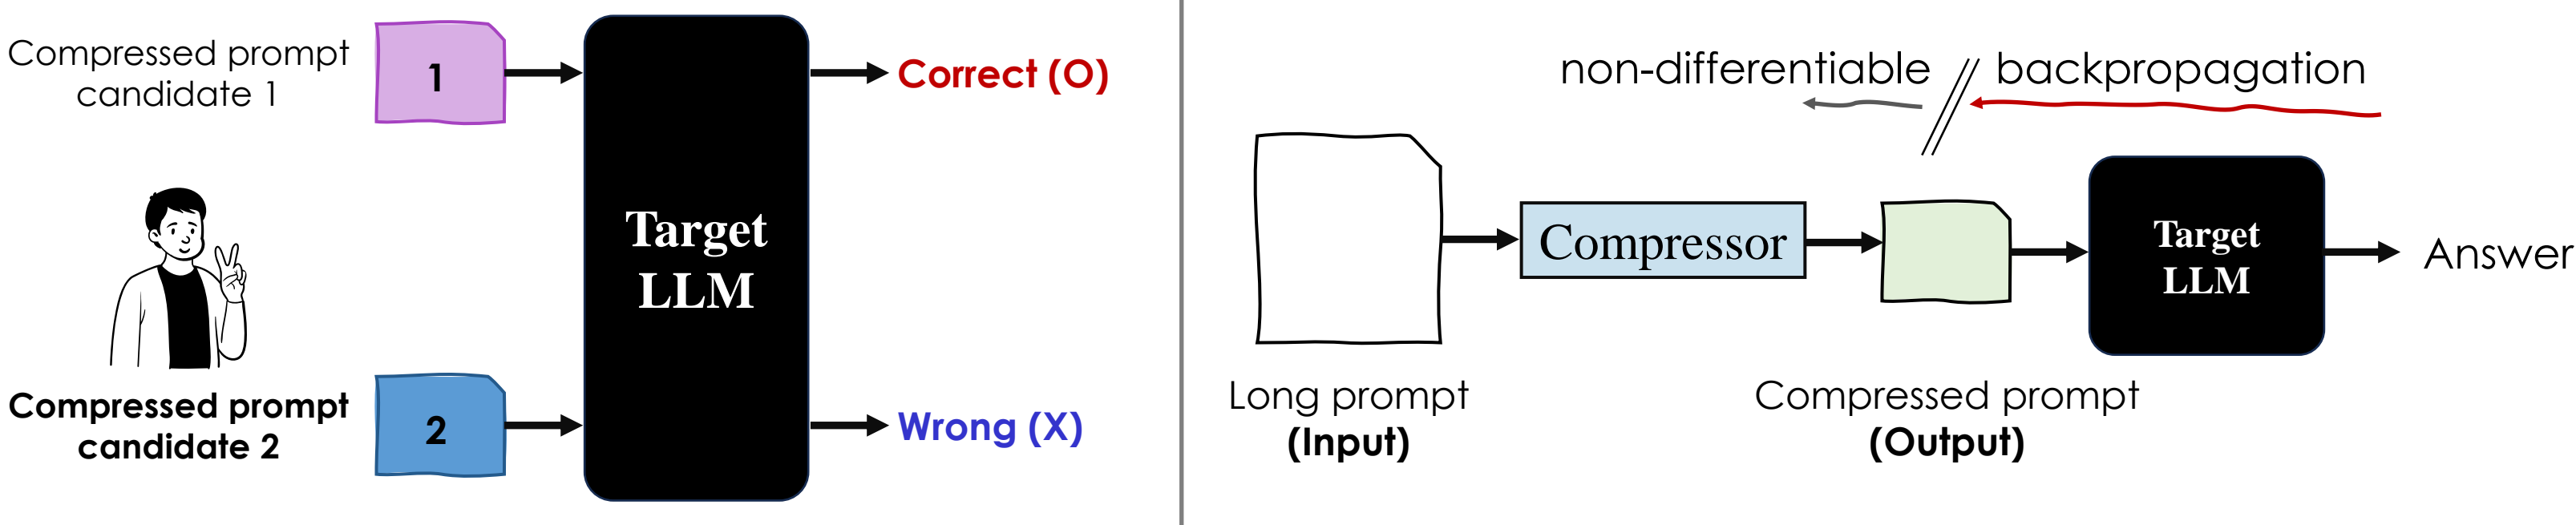 Compressed prompt
candidate 1
1
Target
LLM
Correct (O)
Compressed prompt
candidate 2
2
Wrong (X)
non-differentiable
backpropagation
Compressor
Target
LLM
Answer
Long prompt
(Input)
Compressed prompt
(Output)